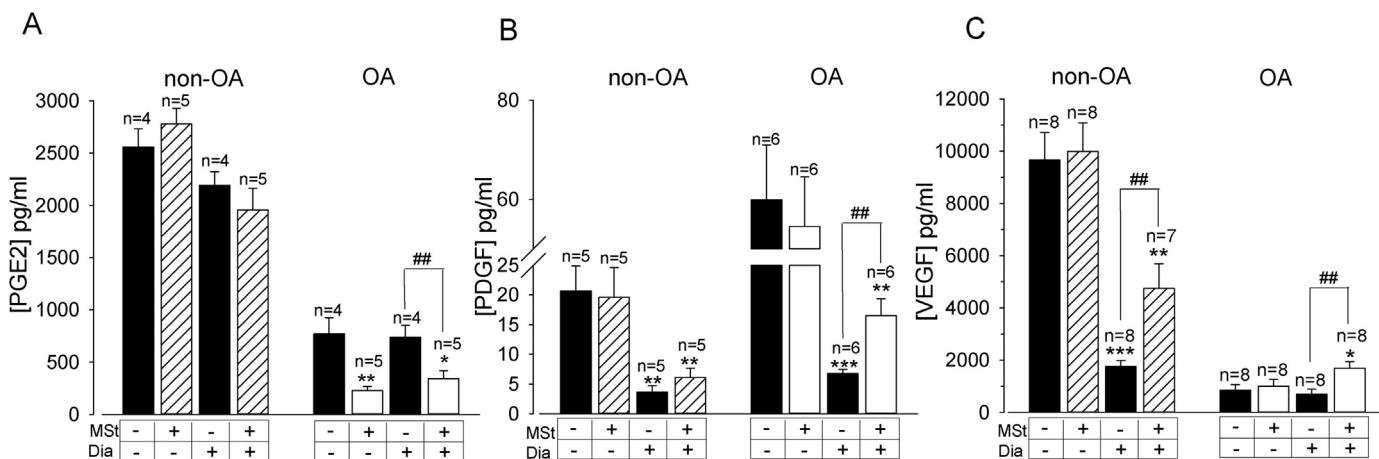 A
non-OA
OA
[PGE2] pg/ml
3000
2500
2000
1500
1000
500
0
n=4
n=5
n=4
n=5
n=4
n=5
**
n=4
##
n=5
*
MSt - + - + - + - +
Dia - - + + - - + +
B
non-OA
OA
[PDGF] pg/ml
80
60
25
20
15
10
5
0
n=5
n=5
n=5
**
n=5
**
n=6
n=6
##
n=6
***
n=6
**
- + - + - + - +
- - + + - - + +
C
non-OA
OA
[VEGF] pg/ml
12000
10000
8000
6000
4000
2000
0
n=8
n=8
##
n=8
***
n=7
**
n=8
n=8
n=8
##
n=8
*
MSt - + - + - + - +
Dia - - + + - - + +